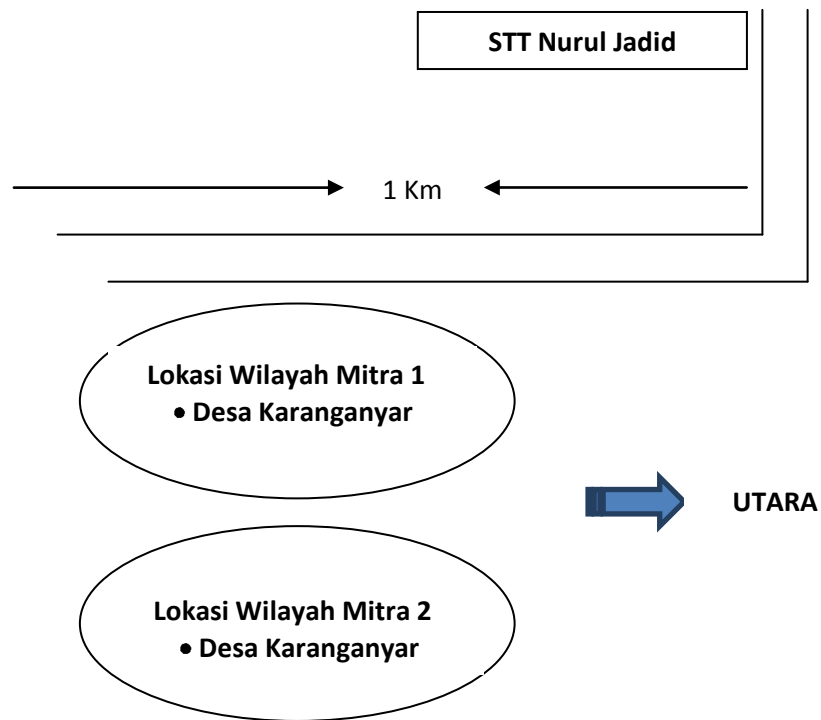 STT Nurul Jadid
1 Km
Lokasi Wilayah Mitra 1
• Desa Karanganyar
UTARA
Lokasi Wilayah Mitra 2
• Desa Karanganyar